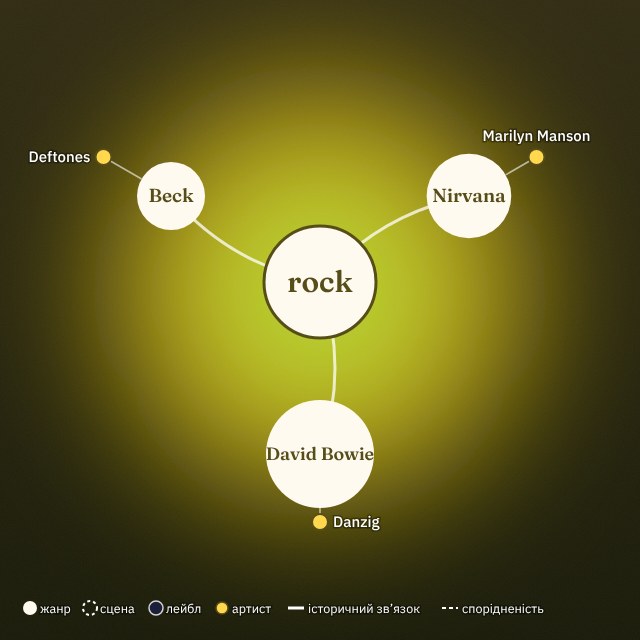 Marilyn Manson
Deftones
Beck
Nirvana
rock
David Bowie
Danzig
жанр сцена лейбл артист історичний зв’язок спорідненість